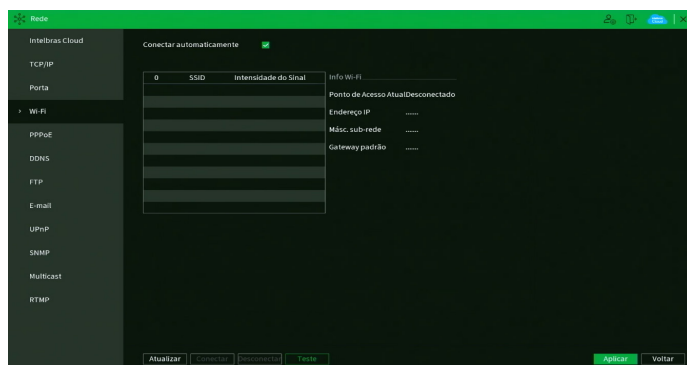 Rede
Intelbras Cloud
TCP/IP
Porta
Wi-Fi
PPPoE
DDNS
FTP
E-mail
UPnP
SNMP
Multicast
RTMP
Conectar automaticamente
0 SSID Intensidade do Sinal
Info Wi-Fi
Ponto de Acesso AtualDesconectado
Endereço IP .......
Másc. sub-rede .......
Gateway padrão .......
Atualizar Conectar Desconectar Teste
Aplicar Voltar